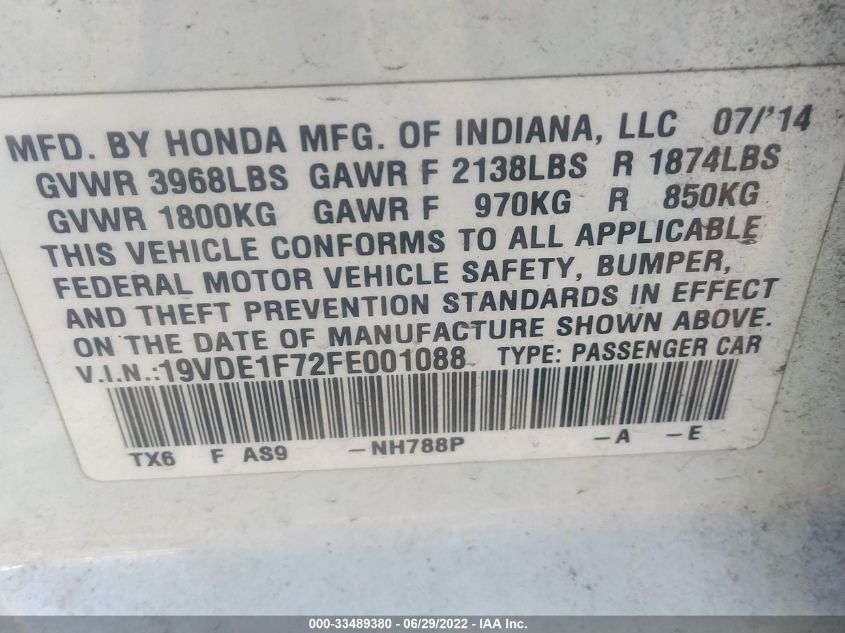 MFD. BY HONDA MFG. OF INDIANA, LLC 07/'14
GVWR 3968LBS GAWR F 2138LBS R 1874LBS
GVWR 1800KG GAWR F 970KG R 850KG
THIS VEHICLE CONFORMS TO ALL APPLICABLE
FEDERAL MOTOR VEHICLE SAFETY, BUMPER,
AND THEFT PREVENTION STANDARDS IN EFFECT
ON THE DATE OF MANUFACTURE SHOWN ABOVE.
V.I.N.:19VDE1F72FE001088 TYPE: PASSENGER CAR
TX6 F AS9 -NH788P -A -E
000-33489380 - 06/29/2022 - IAA Inc.